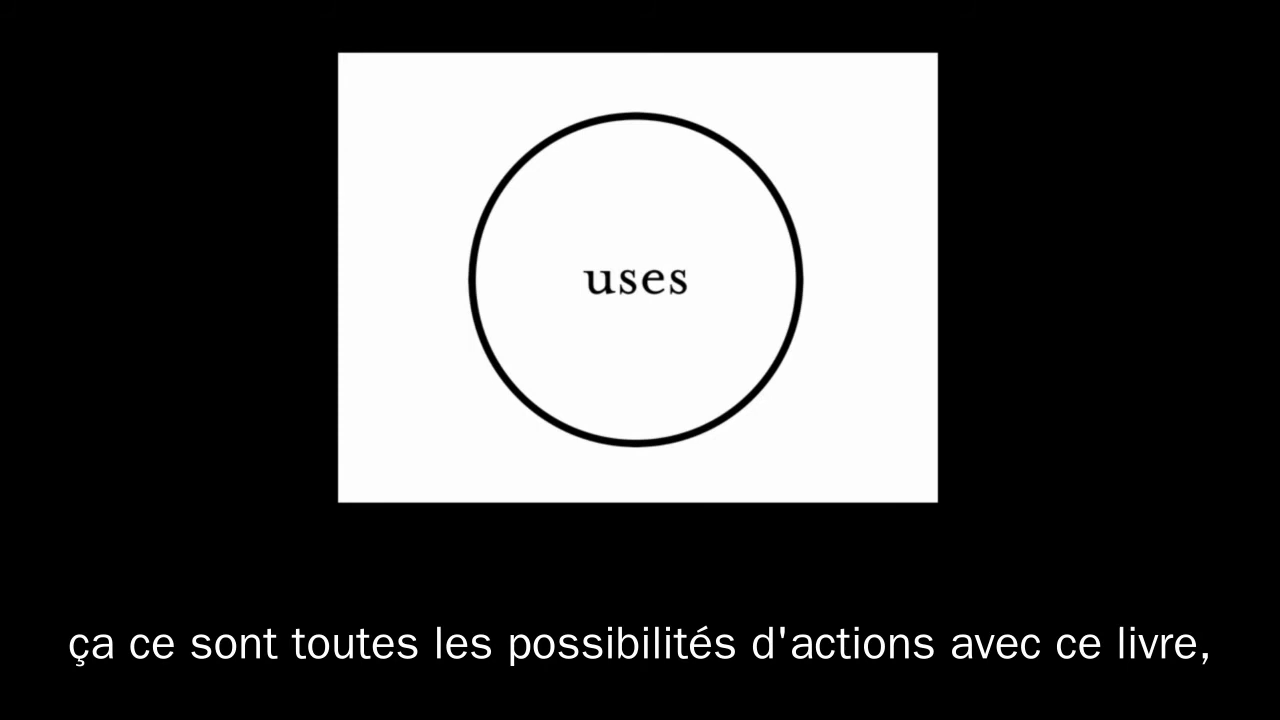 uses
ça ce sont toutes les possibilités d'actions avec ce livre,